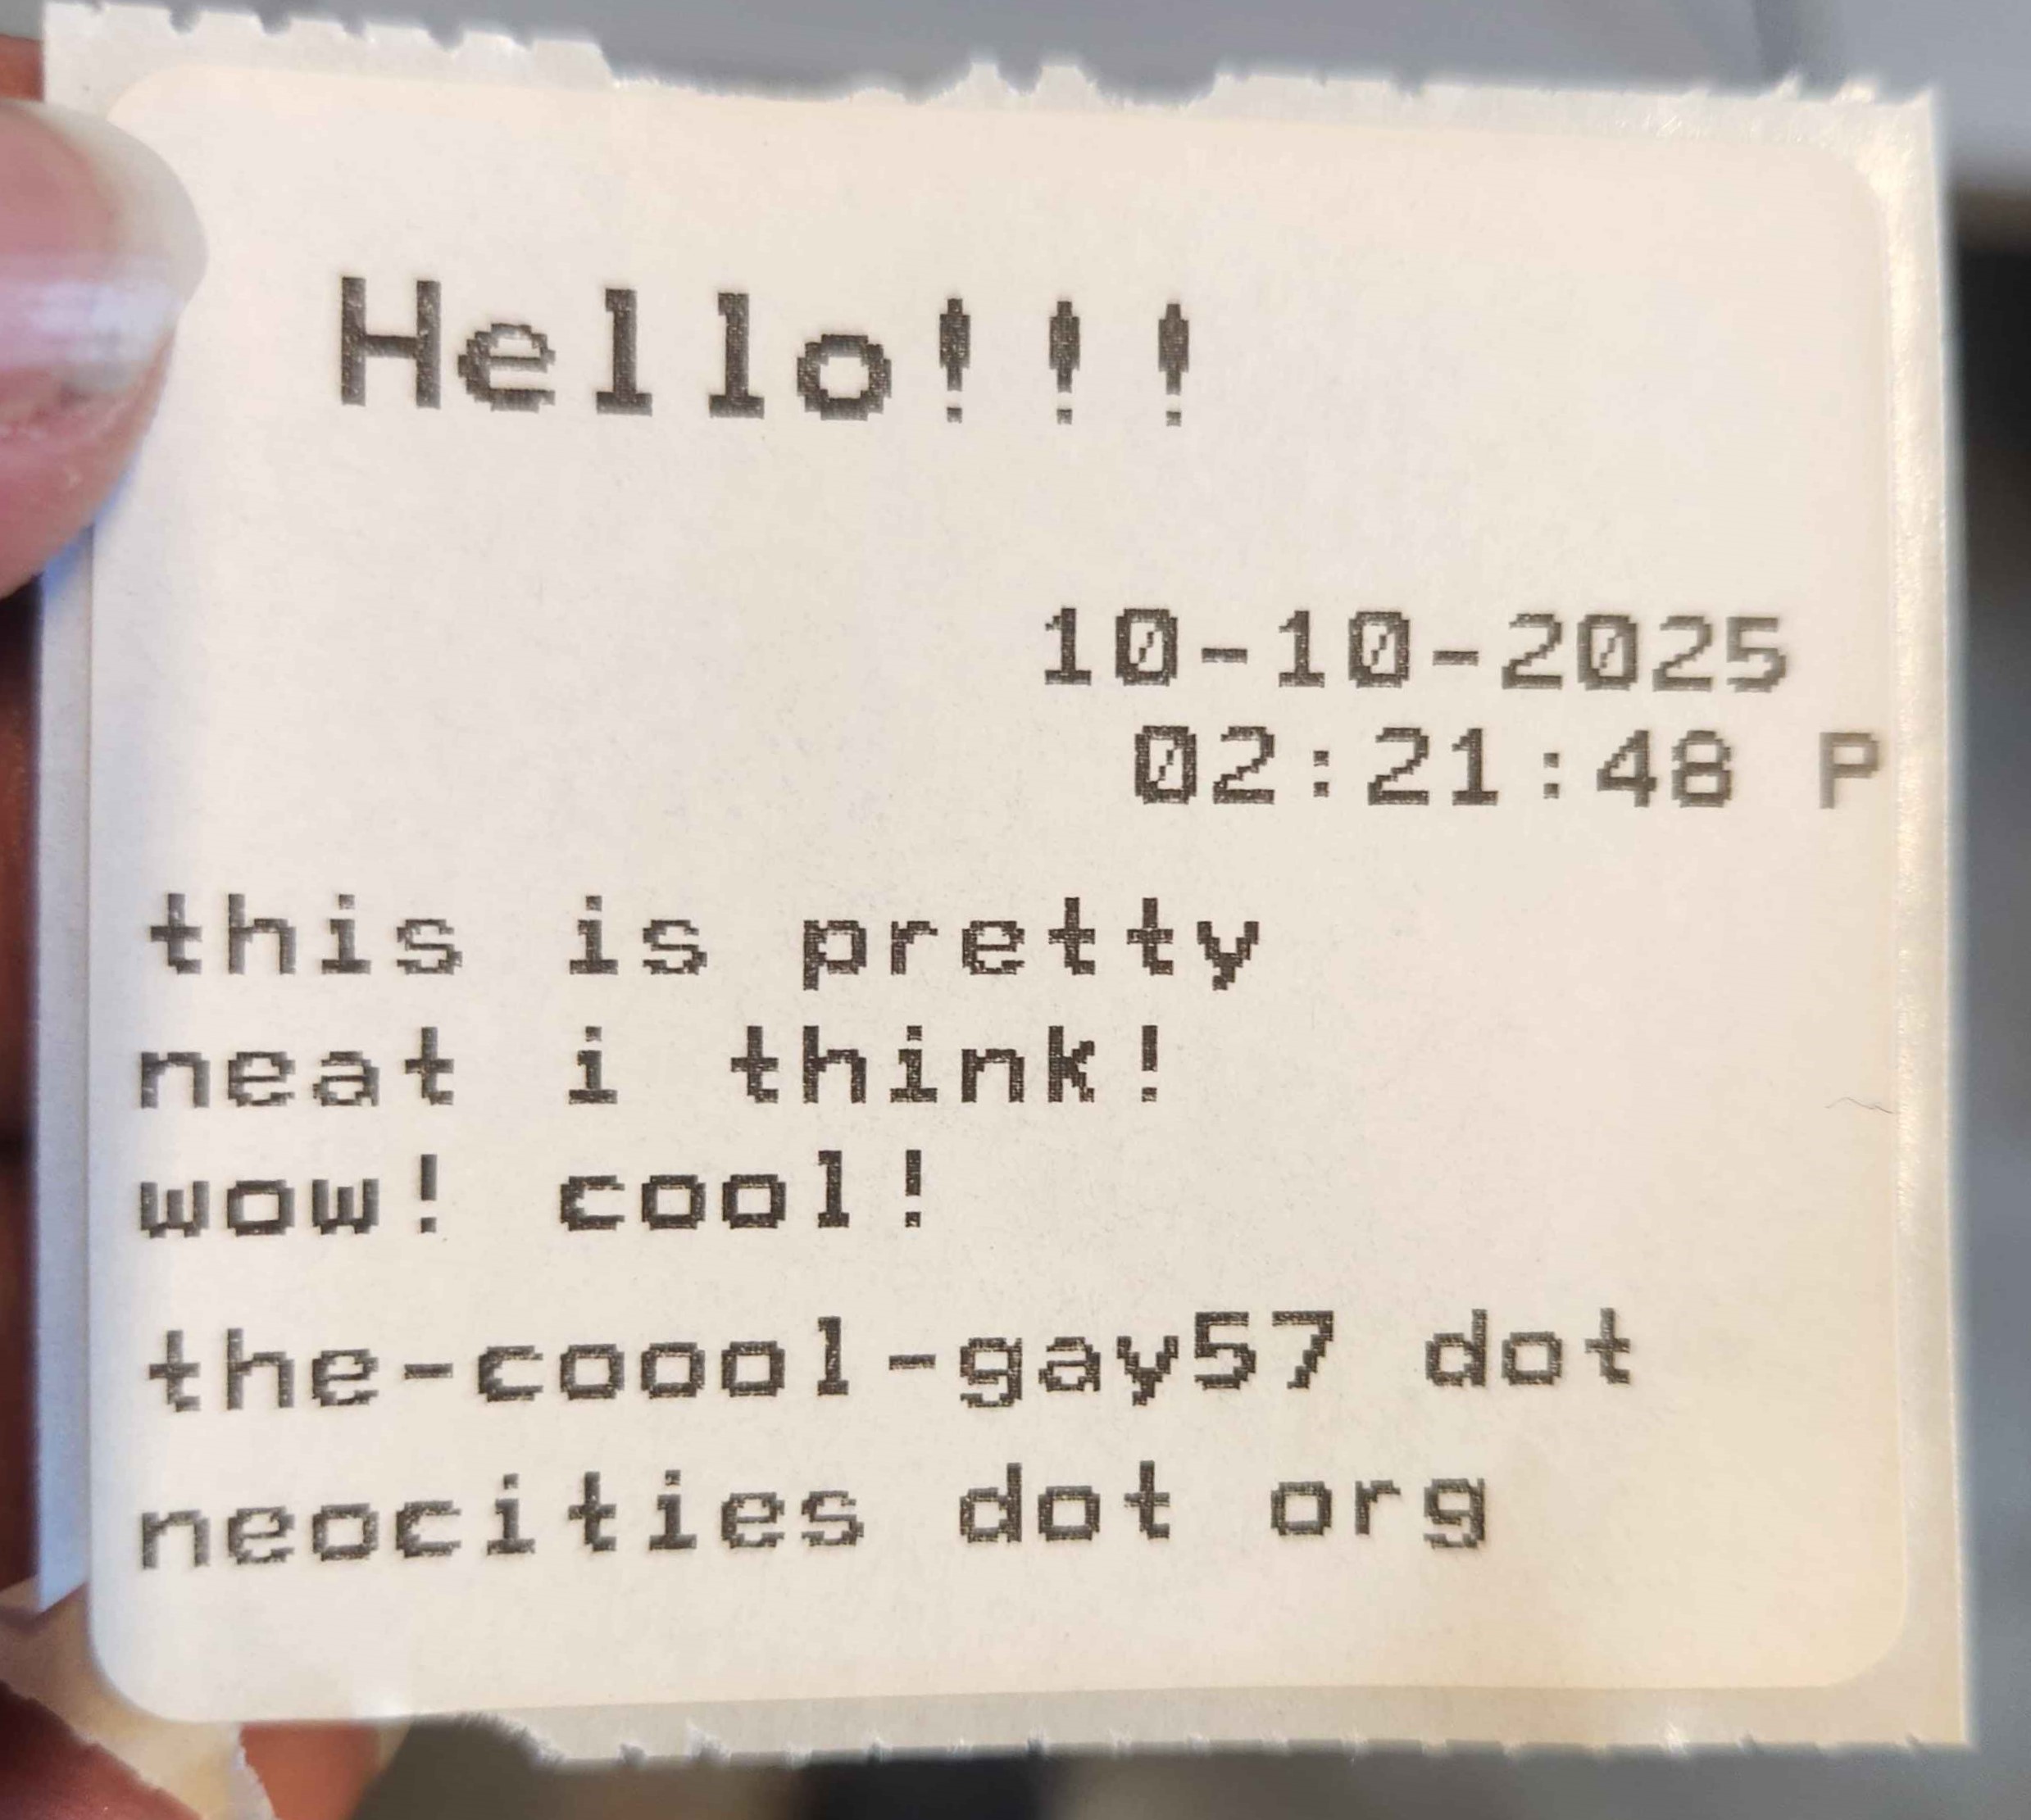 Hello!!!
10-10-2025
02:21:48 P
this is pretty
neat i think!
wow! cool!
the-coool-gay57 dot
neocities dot org